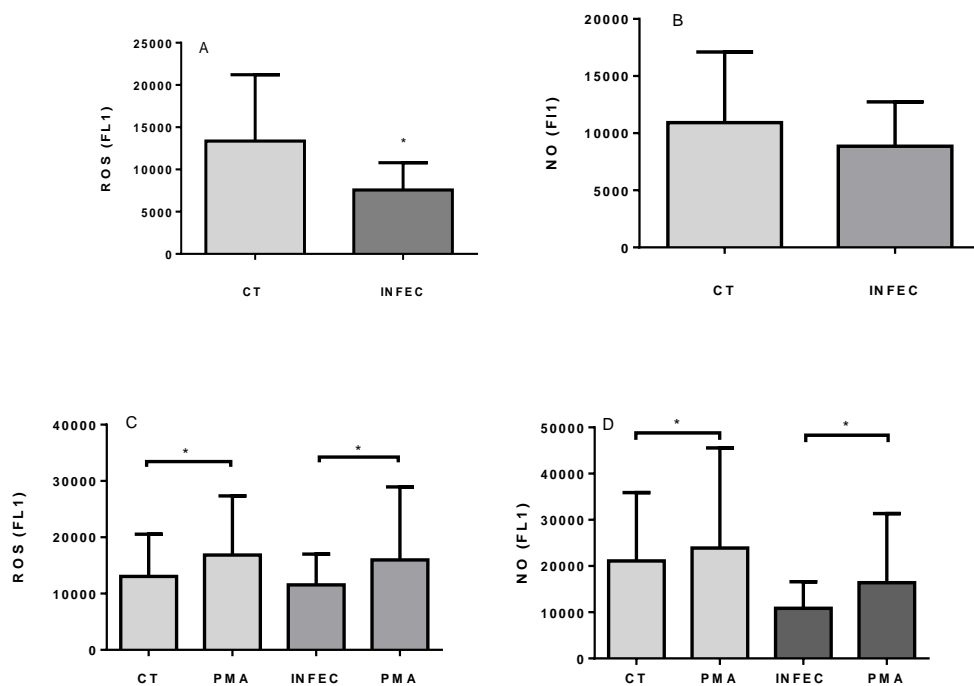 A
25000
20000
15000
10000
5000
0
ROS (FL1)
*
CT INFEC
B
20000
15000
10000
5000
0
NO (Fl1)
CT INFEC
C
40000
30000
20000
10000
0
ROS (FL1)
* *
CT PMA INFEC PMA
D
50000
40000
30000
20000
10000
0
NO (FL1)
* *
CT PMA INFEC PMA